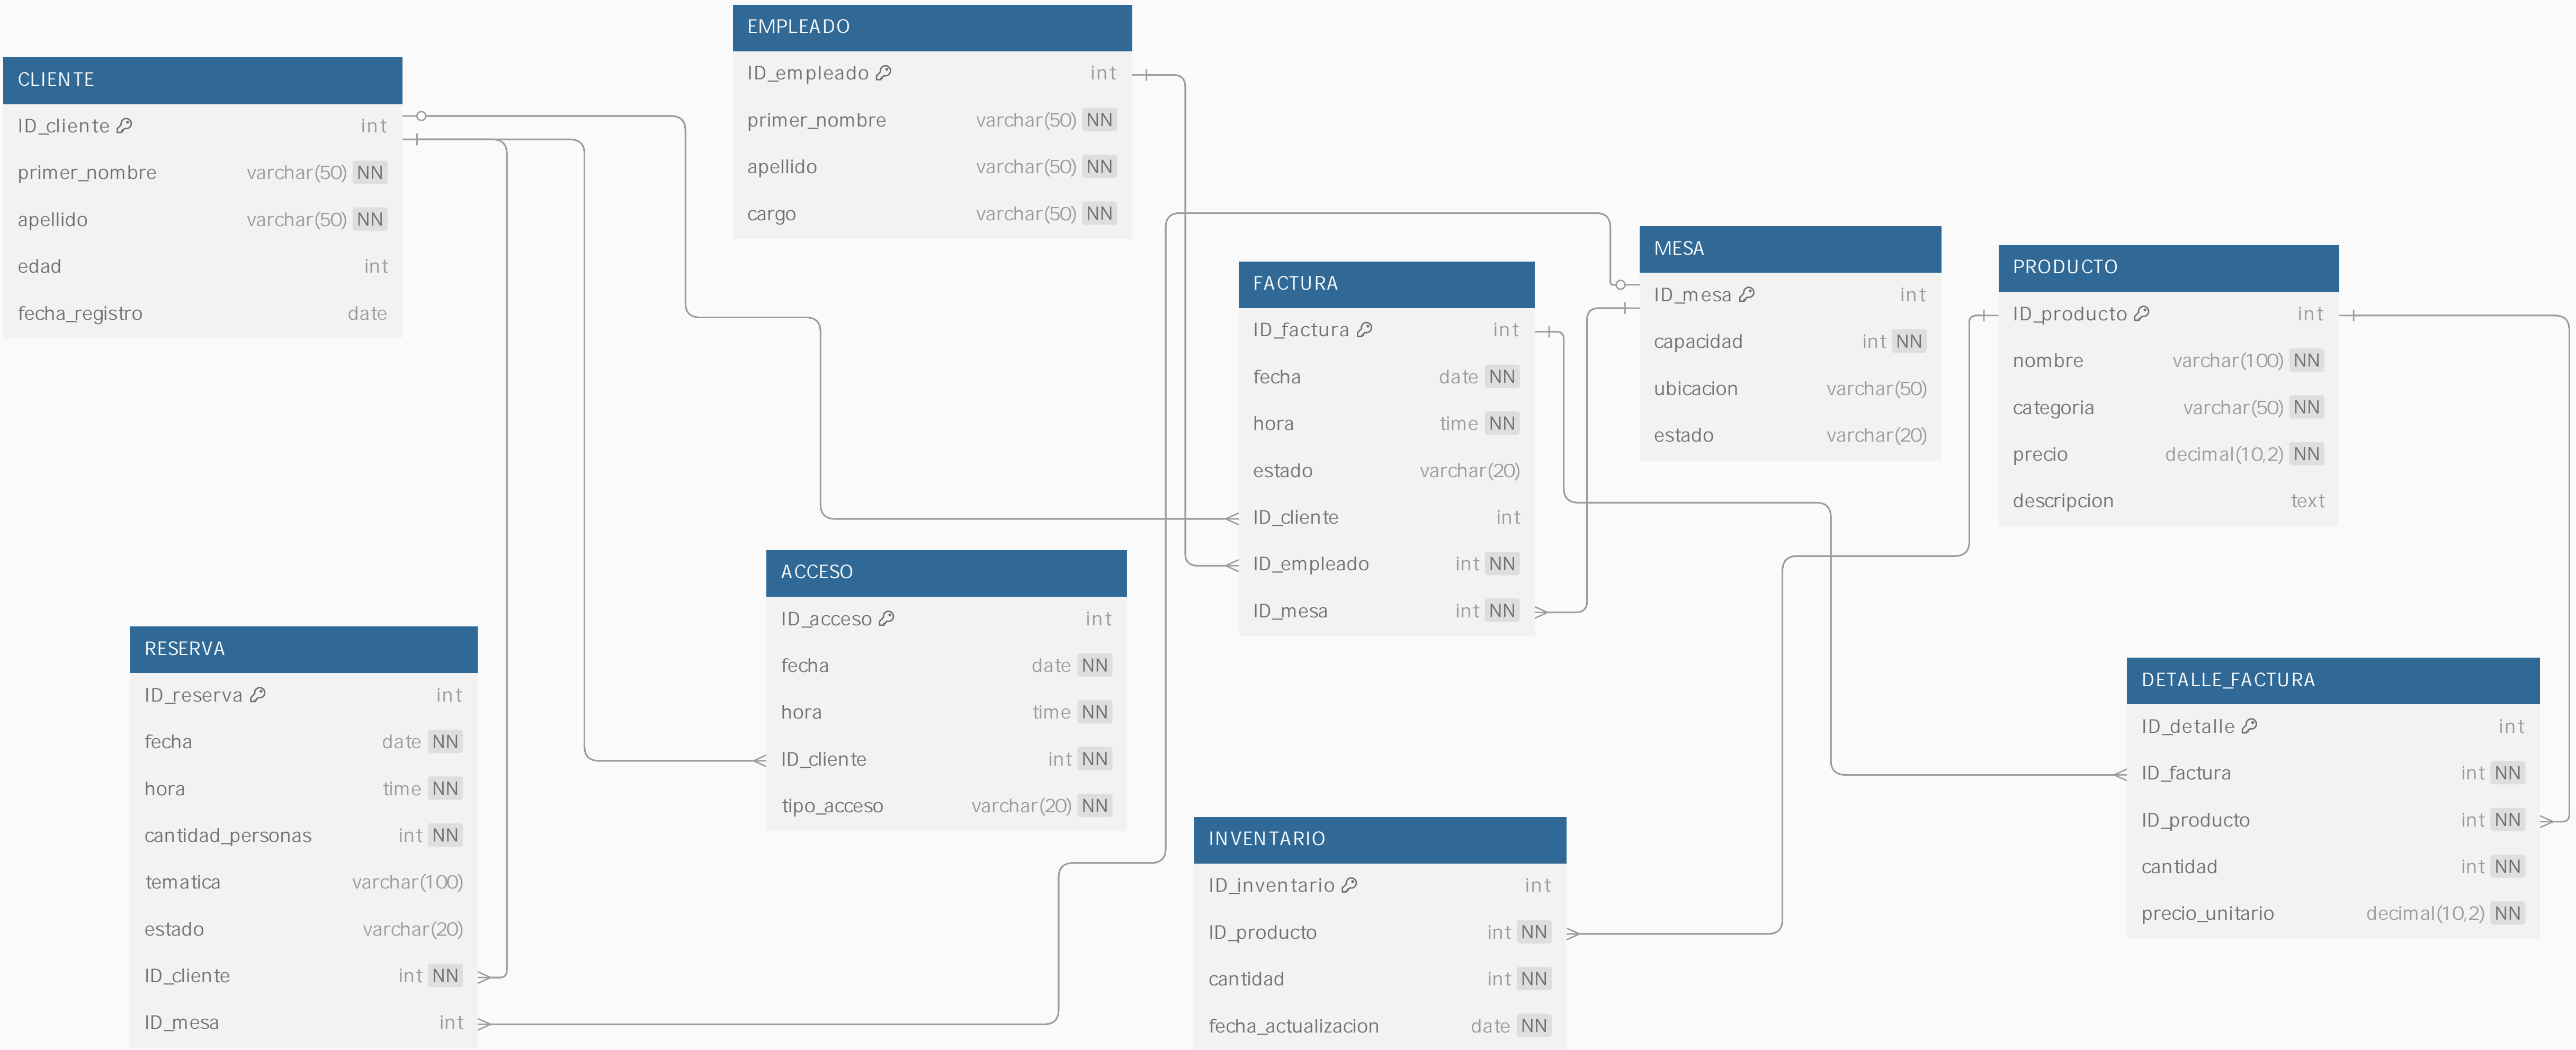 CLIENTE
ID_cliente int
primer_nombre varchar(50) NN
apellido varchar(50) NN
edad int
fecha_registro date
EMPLEADO
ID_empleado int
primer_nombre varchar(50) NN
apellido varchar(50) NN
cargo varchar(50) NN
FACTURA
ID_factura int
fecha date NN
hora time NN
estado varchar(20)
ID_cliente int
ID_empleado int NN
ID_mesa int NN
MESA
ID_mesa int
capacidad int NN
ubicacion varchar(50)
estado varchar(20)
PRODUCTO
ID_producto int
nombre varchar(100) NN
categoria varchar(50) NN
precio decimal(10,2) NN
descripcion text
RESERVA
ID_reserva int
fecha date NN
hora time NN
cantidad_personas int NN
tematica varchar(100)
estado varchar(20)
ID_cliente int NN
ID_mesa int
ACCESO
ID_acceso int
fecha date NN
hora time NN
ID_cliente int NN
tipo_acceso varchar(20) NN
INVENTARIO
ID_inventario int
ID_producto int NN
cantidad int NN
fecha_actualizacion date NN
DETALLE_FACTURA
ID_detalle int
ID_factura int NN
ID_producto int NN
cantidad int NN
precio_unitario decimal(10,2) NN